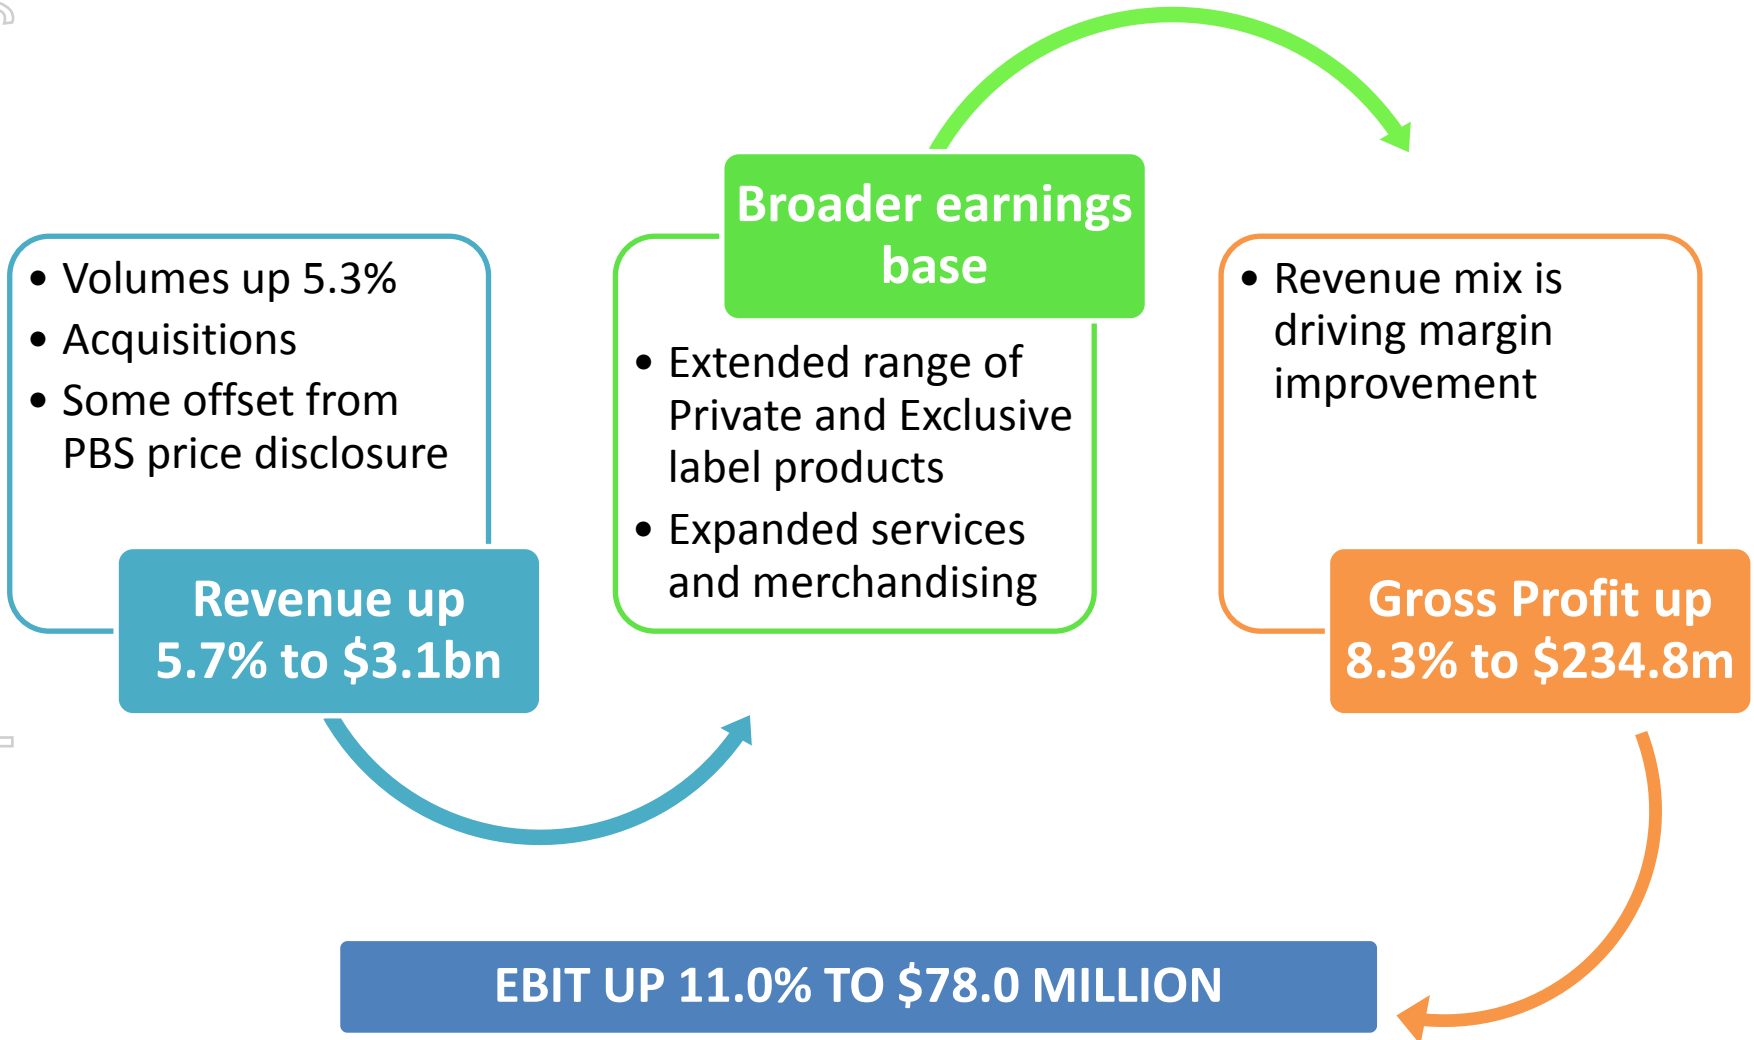 • Volumes up 5.3%
• Acquisitions
• Some offset from
PBS price disclosure
Revenue up
5.7% to $3.1bn
Broader earnings
base
• Extended range of
Private and Exclusive
label products
• Expanded services
and merchandising
• Revenue mix is
driving margin
improvement
Gross Profit up
8.3% to $234.8m
EBIT UP 11.0% TO $78.0 MILLION